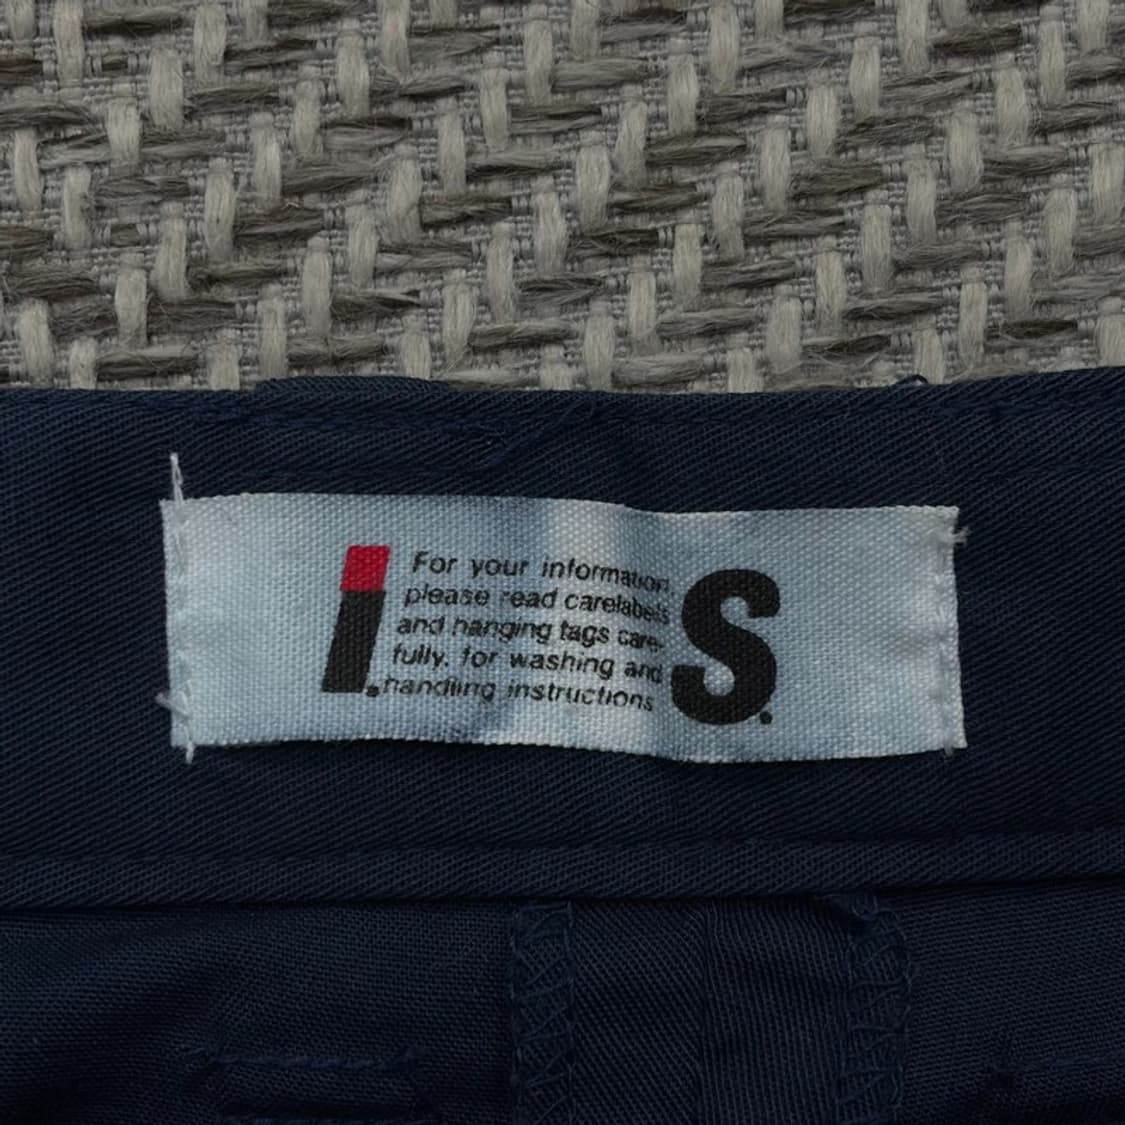 I.S.
For your information,
please read carelabels
and hanging tags care-
fully. for washing and
handling instructions